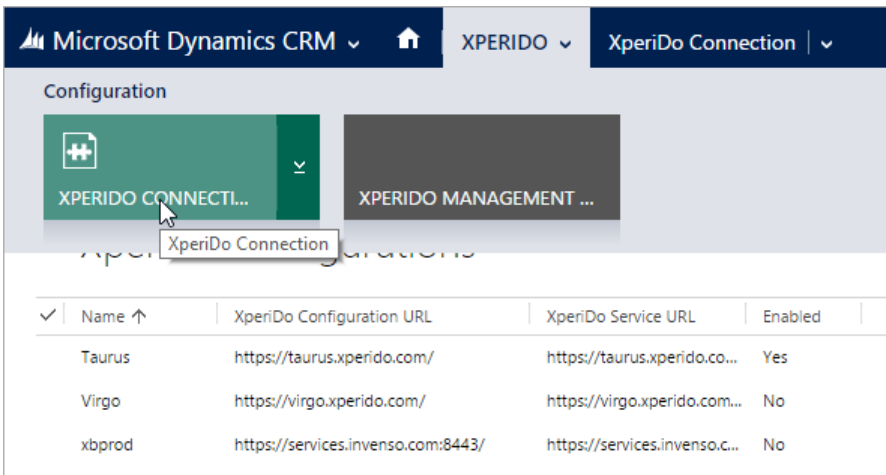 Microsoft Dynamics CRM XPERIDO XperiDo Connection
Configuration
XPERIDO CONNECTI... XPERIDO MANAGEMENT ...
XperiDo Connection
Name XperiDo Configuration URL XperiDo Service URL Enabled
Taurus https://taurus.xperido.com/ https://taurus.xperido.co... Yes
Virgo https://virgo.xperido.com/ https://virgo.xperido.com... No
xbprod https://services.invenso.com:8443/ https://services.invenso.c... No